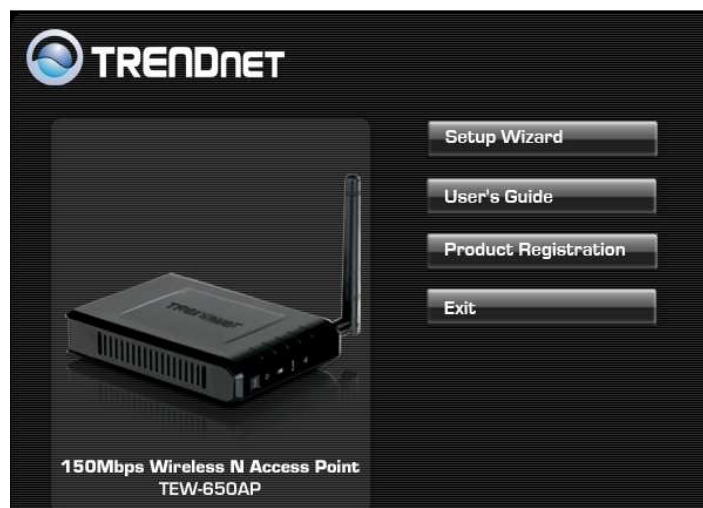 TRENDNET
Setup Wizard
User's Guide
Product Registration
Exit
TRENDNET
150Mbps Wireless N Access Point
TEW-650AP